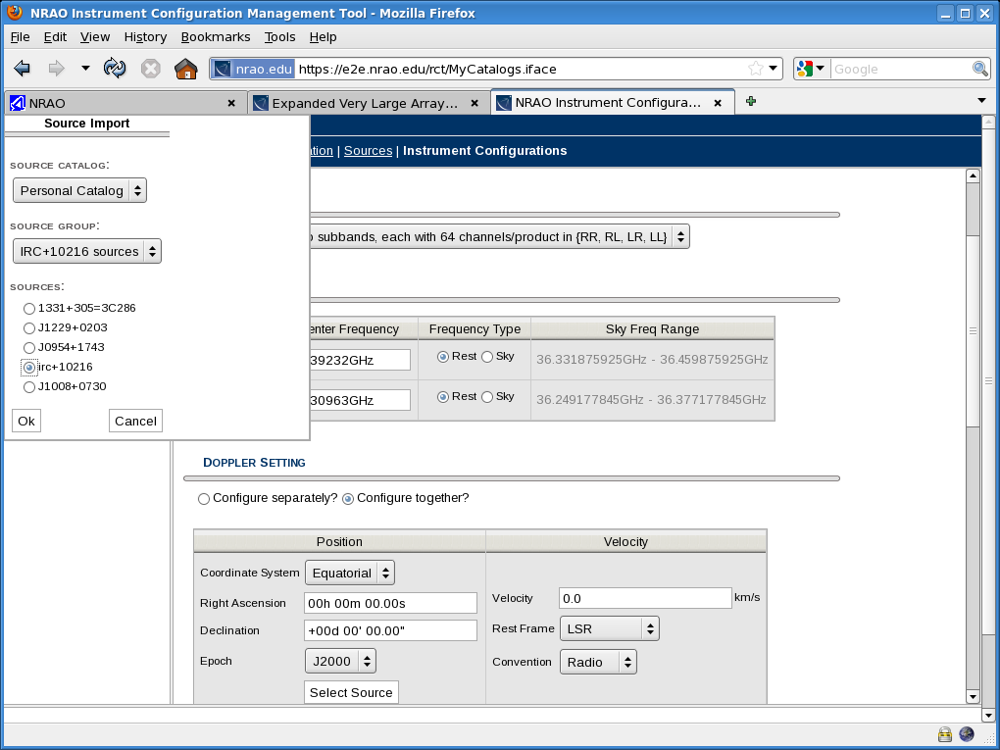 NRAO Instrument Configuration Management Tool - Mozilla Firefox
File Edit View History Bookmarks Tools Help
nrao.edu https://e2e.nrao.edu/rct/MyCatalogs.iface Google
NRAO Expanded Very Large Array... NRAO Instrument Configura...
Source Import
ation | Sources | Instrument Configurations
SOURCE CATALOG:
Personal Catalog
SOURCE GROUP:
IRC+10216 sources
subbands, each with 64 channels/product in {RR, RL, LR, LL}
SOURCES:
1331+305=3C286
J1229+0203
J0954+1743
irc+10216
J1008+0730
Ok Cancel
enter Frequency Frequency Type Sky Freq Range
39232GHz Rest Sky 36.331875925GHz - 36.459875925GHz
30963GHz Rest Sky 36.249177845GHz - 36.377177845GHz
DOPPLER SETTING
Configure separately? Configure together?
Position Velocity
Coordinate System Equatorial
Right Ascension 00h 00m 00.00s
Velocity 0.0 km/s
Declination +00d 00' 00.00"
Rest Frame LSR
Epoch J2000
Convention Radio
Select Source